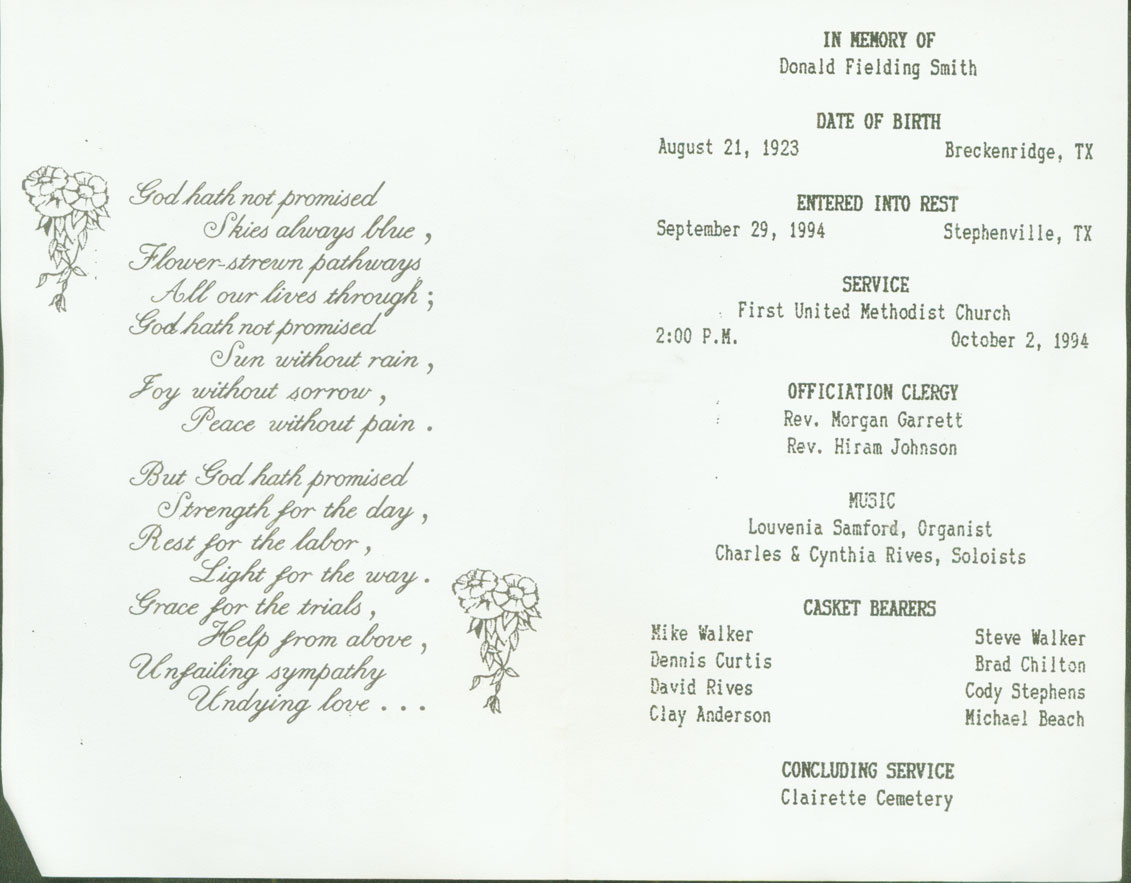 God hath not promised
Skies always blue,
Flower-strewn pathways
All our lives through;
God hath not promised
Sun without rain,
Joy without sorrow,
Peace without pain.
But God hath promised
Strength for the day,
Rest for the labor,
Light for the way.
Grace for the trials,
Help from above,
Unfailing sympathy
Undying love...
IN MEMORY OF
Donald Fielding Smith
DATE OF BIRTH
August 21, 1923 Breckenridge, TX
ENTERED INTO REST
September 29, 1994 Stephenville, TX
SERVICE
First United Methodist Church
2:00 P.M. October 2, 1994
OFFICIATION CLERGY
Rev. Morgan Garrett
Rev. Hiram Johnson
MUSIC
Louvenia Samford, Organist
Charles & Cynthia Rives, Soloists
CASKET BEARERS
Mike Walker Steve Walker
Dennis Curtis Brad Chilton
David Rives Cody Stephens
Clay Anderson Michael Beach
CONCLUDING SERVICE
Clairette Cemetery